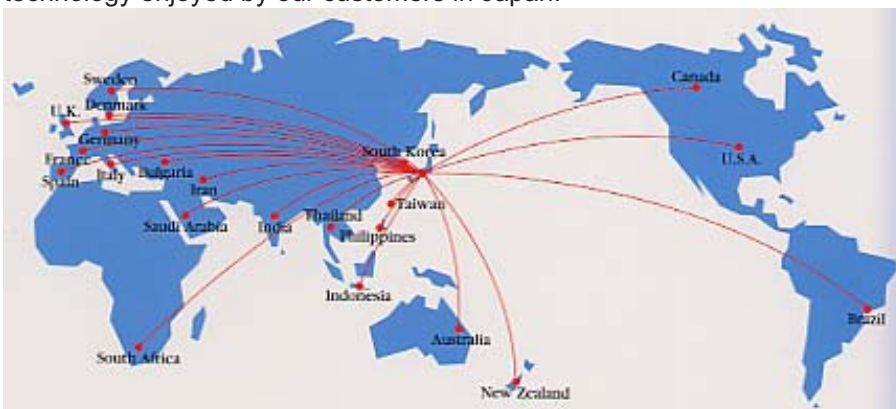 technology enjoyed by our customers in Japan.
Sweden
Canada
U.K.
Denmark
Germany
South Korea
France
Italy
Bulgaria
U.S.A.
Spain
Iran
Taiwan
Saudi Arabia
India
Thailand
Philippines
Indonesia
Brazil
South Africa
Australia
New Zealand